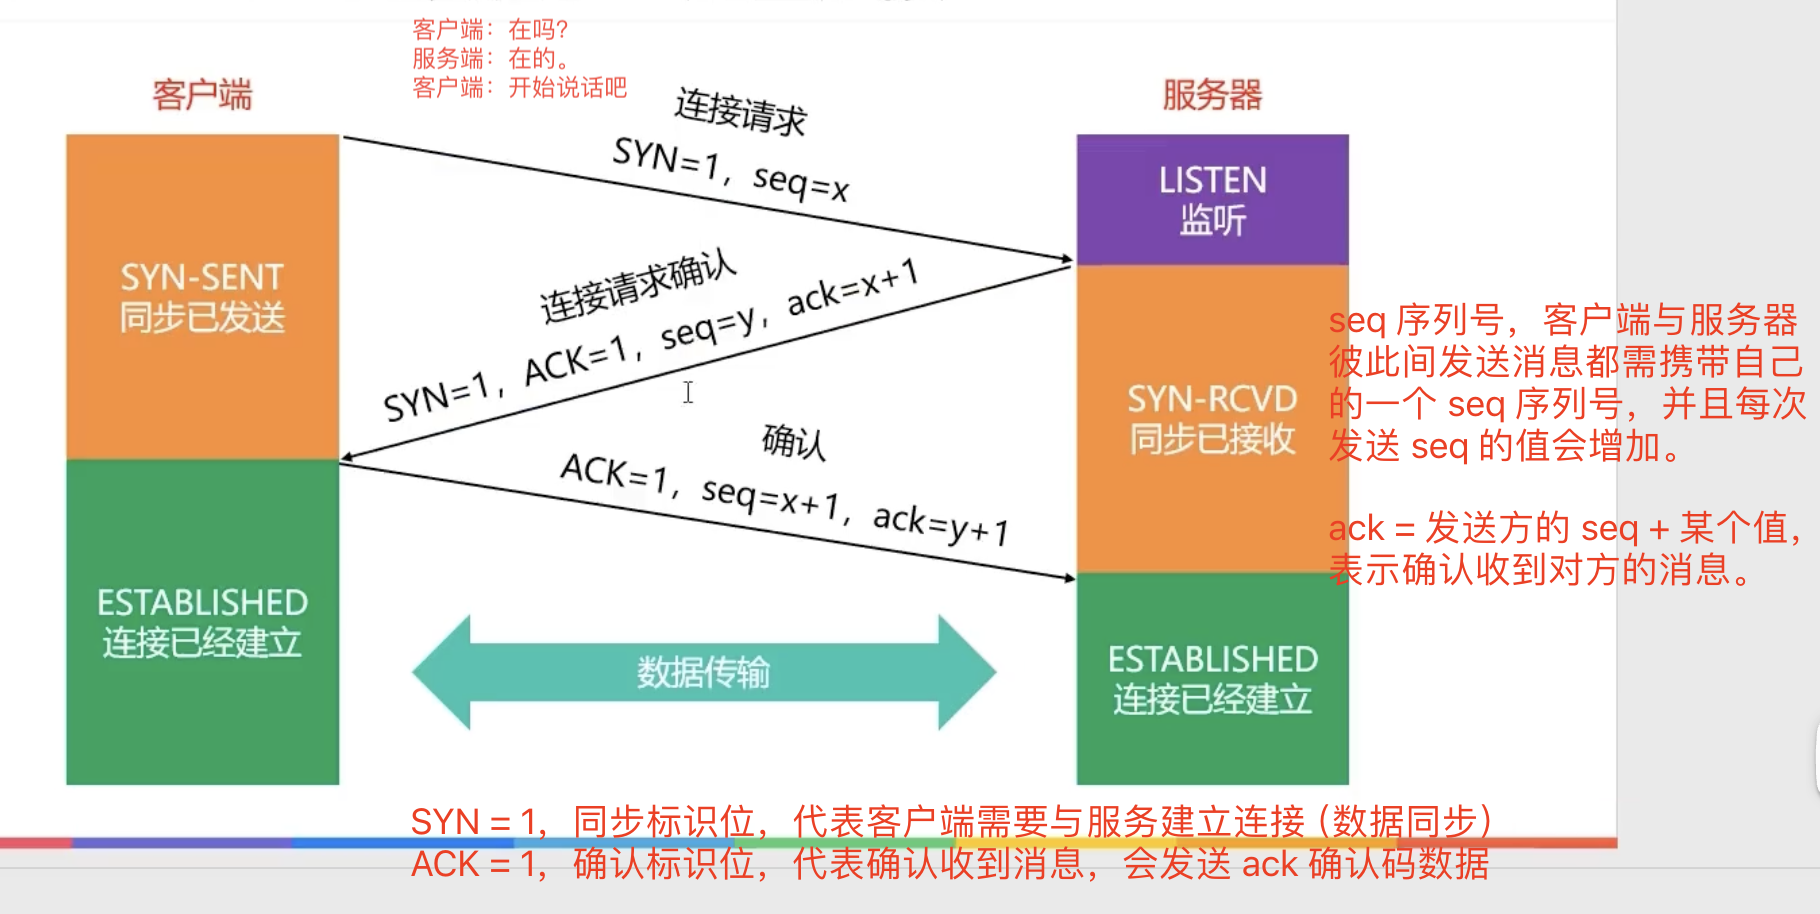 客户端：在吗?
服务端：在的。
客户端：开始说话吧
客户端
服务器
连接请求
SYN=1，seq=x
LISTEN
监听
连接请求确认
SYN=1，ACK=1，seq=y，ack=x+1
SYN-SENT
同步已发送
确认
ACK=1，seq=x+1，ack=y+1
SYN-RCVD
同步已接收
seq 序列号，客户端与服务器
彼此间发送消息都需携带自己
的一个 seq 序列号，并且每次
发送 seq 的值会增加。
ack = 发送方的 seq + 某个值，
表示确认收到对方的消息。
ESTABLISHED
连接已经建立
数据传输
ESTABLISHED
连接已经建立
SYN = 1，同步标识位，代表客户端需要与服务建立连接（数据同步）
ACK = 1，确认标识位，代表确认收到消息，会发送 ack 确认码数据